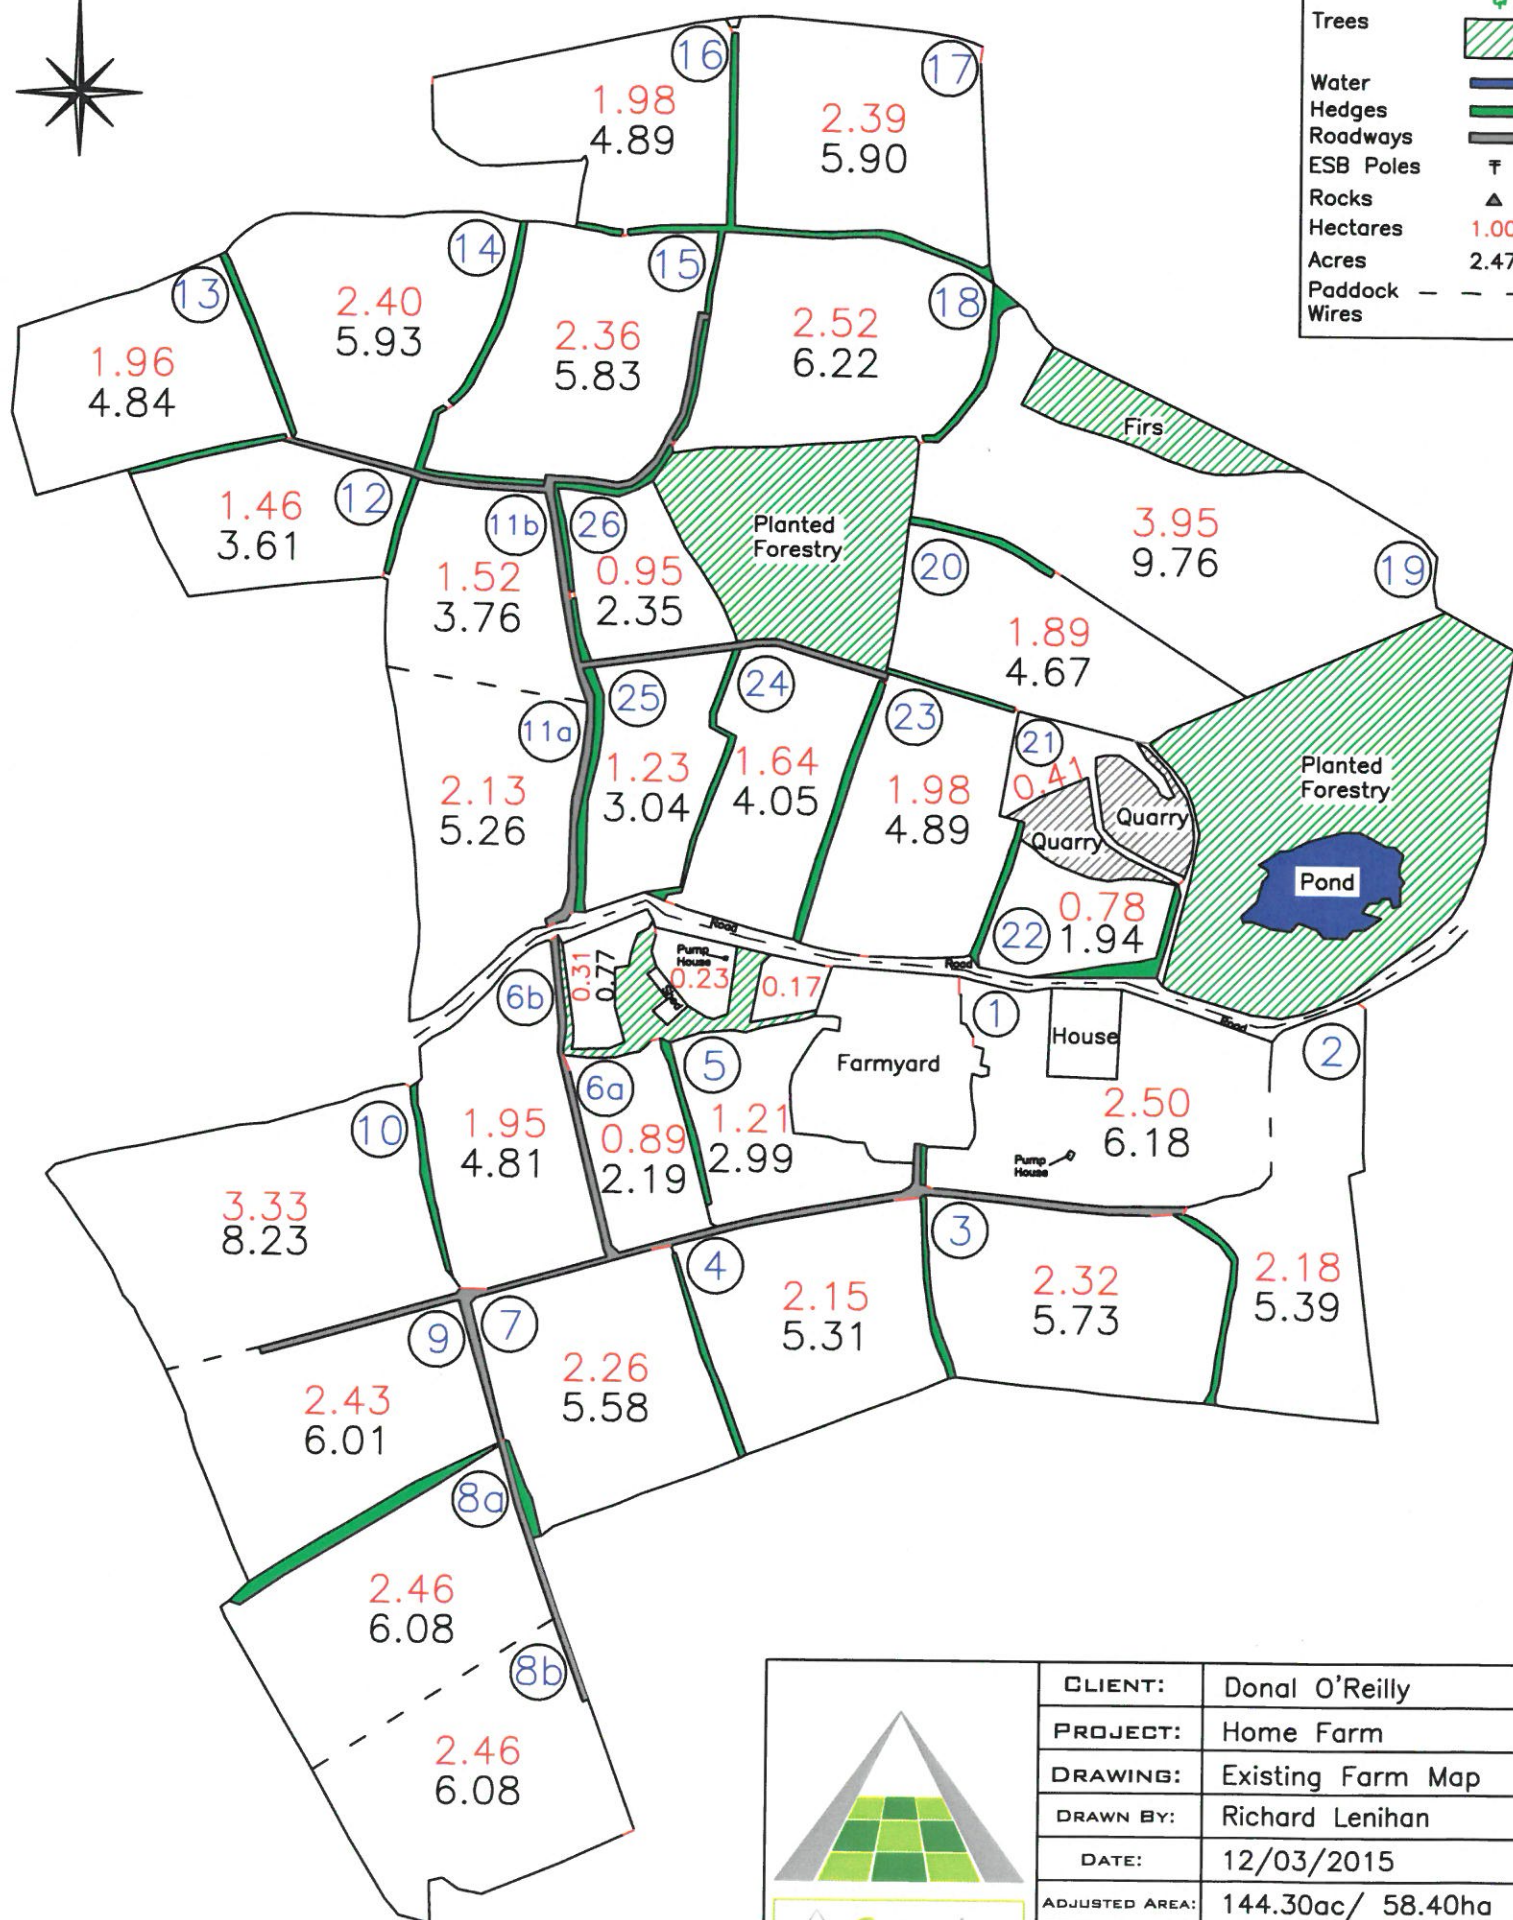 Trees
Water
Hedges
Roadways
ESB Poles
Rocks
Hectares 1.00
Acres 2.47
Paddock
Wires
16
1.98
4.89
17
2.39
5.90
13
1.96
4.84
14
2.40
5.93
15
2.36
5.83
18
2.52
6.22
Firs
12
1.46
3.61
11b
1.52
3.76
26
0.95
2.35
Planted
Forestry
20
1.89
4.67
3.95
9.76
19
11a
2.13
5.26
25
1.23
3.04
24
1.64
4.05
23
1.98
4.89
21
0.41
Quarry
Quarry
22
0.78
1.94
Planted
Forestry
Pond
Road
Road
Road
6b
0.31
0.77
Pump
House
0.23
Shed
0.17
1
House
2
Farmyard
6a
0.89
2.19
5
1.21
2.99
2.50
6.18
Pump
House
10
3.33
8.23
1.95
4.81
4
2.15
5.31
3
2.32
5.73
2.18
5.39
9
2.43
6.01
7
2.26
5.58
8a
2.46
6.08
8b
2.46
6.08
CLIENT: Donal O'Reilly
PROJECT: Home Farm
DRAWING: Existing Farm Map
DRAWN BY: Richard Lenihan
DATE: 12/03/2015
ADJUSTED AREA: 144.30ac/ 58.40ha